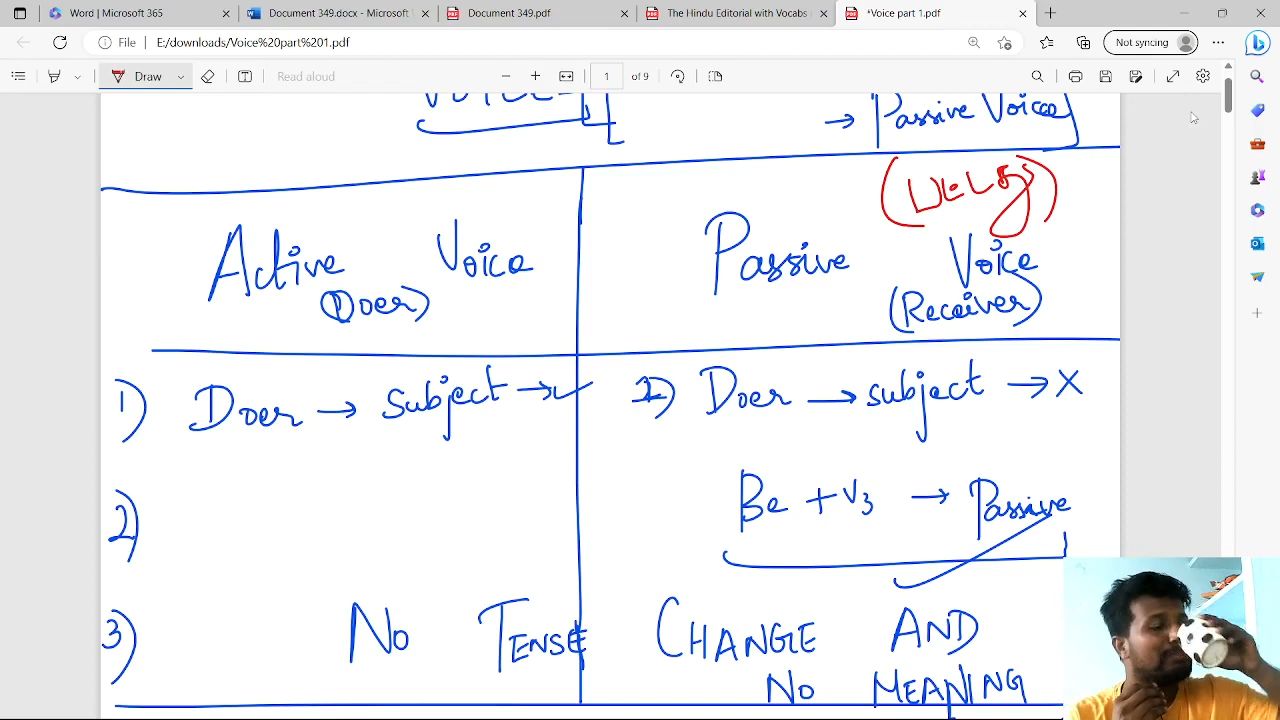 Word | Microsoft 365
Document 349.docx - Microsoft
Document 349.pdf
The Hindu Editorial with Vocabs
*Voice part 1.pdf
File
E:/downloads/Voice%20part%201.pdf
Not syncing
Draw
Read aloud
1
of 9
VOICE-1
→ Passive Voice
Active Voice
(Doer)
Passive Voice
(Receiver)
1) Doer → subject →✓
Doer → subject → X
2)
Be + V3 → Passive
3) NO TENSE CHANGE AND
NO MEANING